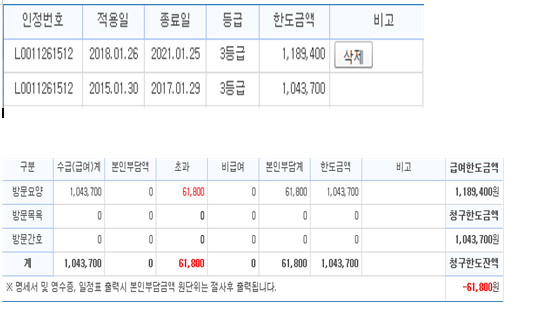 인정번호 적용일 종료일 등급 한도금액 비고
L0011261512 2018.01.26 2021.01.25 3등급 1,189,400 삭제
L0011261512 2015.01.30 2017.01.29 3등급 1,043,700
구분 수급(급여)계 본인부담액 초과 비급여 본인부담계 한도금액 비고 급여한도금액
방문요양 1,043,700 0 61,800 0 61,800 1,043,700 1,189,400원
방문목욕 0 0 0 0 0 0 청구한도금액
방문간호 0 0 0 0 0 0 1,043,700원
계 1,043,700 0 61,800 0 61,800 1,043,700 청구한도잔액
※ 명세서 및 영수증, 일정표 출력시 본인부담금액 원단위는 절사후 출력됩니다. -61,800원